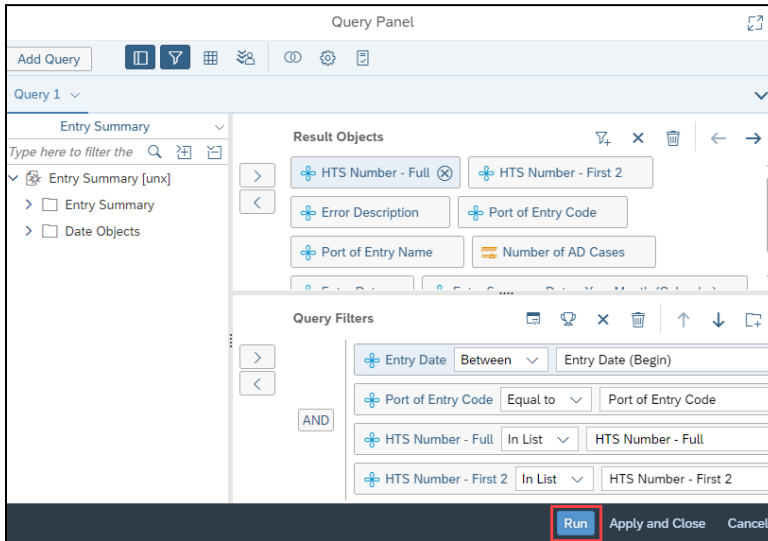 Query Panel
Add Query
Query 1
Entry Summary
Type here to filter the
Entry Summary [unx]
Entry Summary
Date Objects
Result Objects
HTS Number - Full
HTS Number - First 2
Error Description
Port of Entry Code
Port of Entry Name
Number of AD Cases
Query Filters
AND
Entry Date Between Entry Date (Begin)
Port of Entry Code Equal to Port of Entry Code
HTS Number - Full In List HTS Number - Full
HTS Number - First 2 In List HTS Number - First 2
Run Apply and Close Cancel